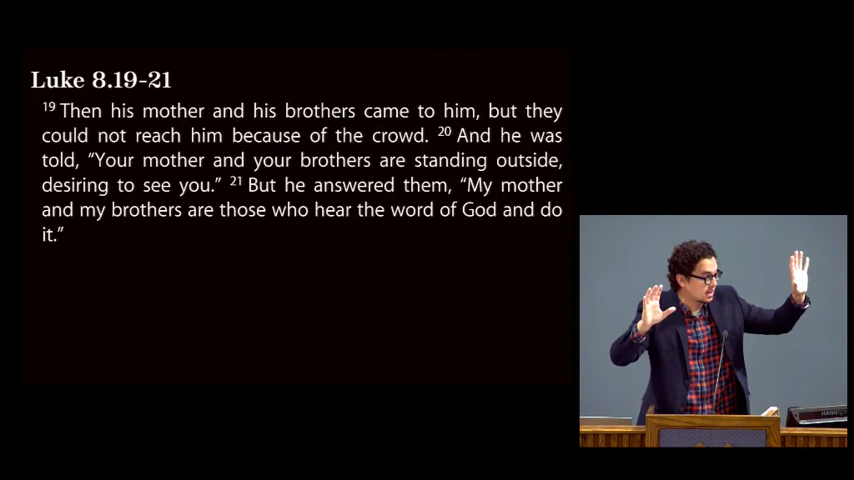 Luke 8.19-21
19 Then his mother and his brothers came to him, but they
could not reach him because of the crowd. 20 And he was
told, “Your mother and your brothers are standing outside,
desiring to see you.” 21 But he answered them, “My mother
and my brothers are those who hear the word of God and do
it.”